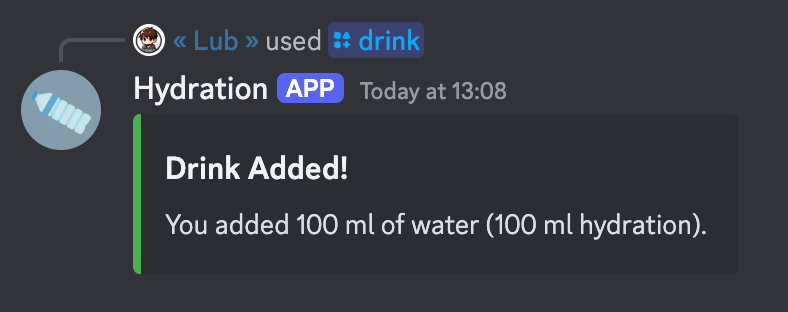 « Lub » used drink
Hydration APP Today at 13:08
Drink Added!
You added 100 ml of water (100 ml hydration).